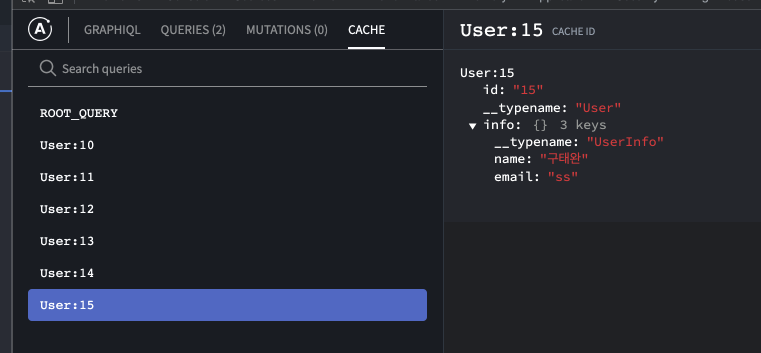 GRAPHIQL QUERIES (2) MUTATIONS (0) CACHE
Search queries
ROOT_QUERY
User:10
User:11
User:12
User:13
User:14
User:15
User:15 CACHE ID
User:15
id: "15"
__typename: "User"
▼ info: {} 3 keys
__typename: "UserInfo"
name: "구태완"
email: "ss"